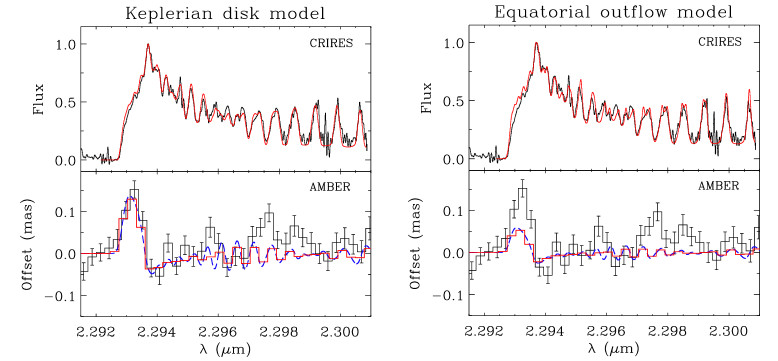 Keplerian disk model
Equatorial outflow model
CRIRES
1.0
0.5
0.0
Flux
AMBER
0.1
0.0
−0.1
Offset (mas)
2.292 2.294 2.296 2.298 2.300
λ (μm)
CRIRES
1.0
0.5
0.0
Flux
AMBER
0.1
0.0
−0.1
Offset (mas)
2.292 2.294 2.296 2.298 2.300
λ (μm)